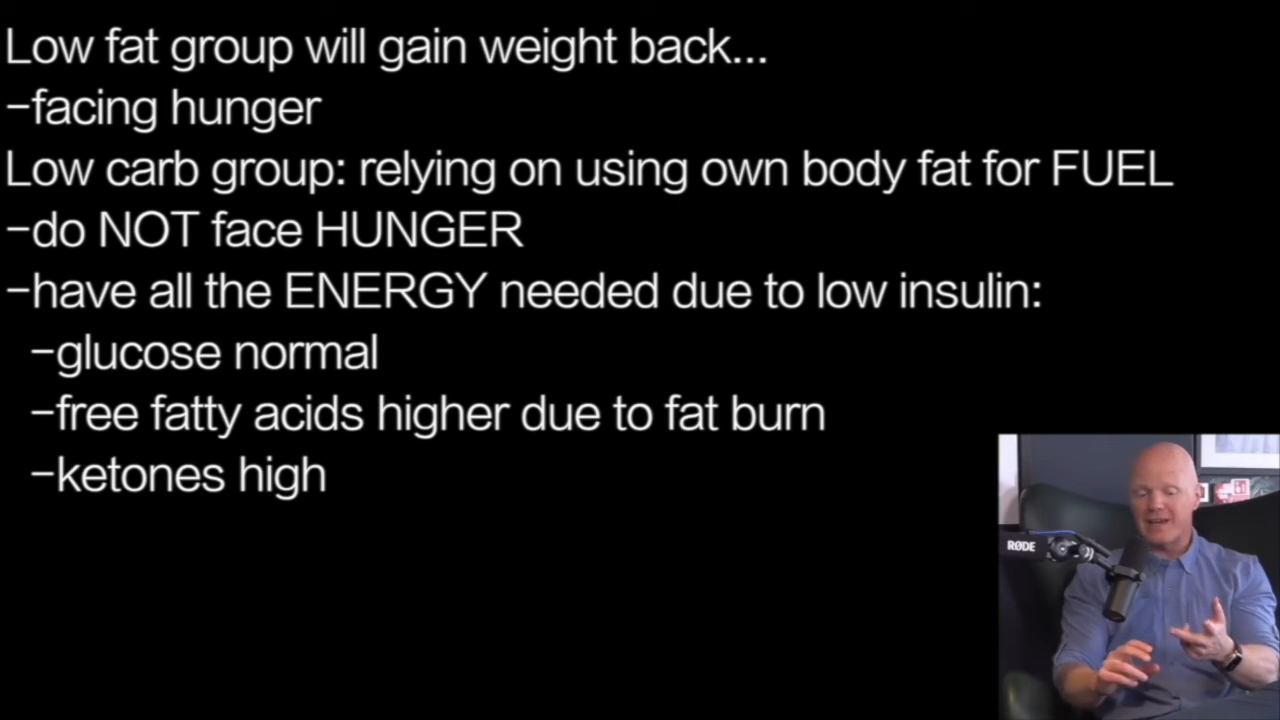 Low fat group will gain weight back...
-facing hunger
Low carb group: relying on using own body fat for FUEL
-do NOT face HUNGER
-have all the ENERGY needed due to low insulin:
-glucose normal
-free fatty acids higher due to fat burn
-ketones high
RØDE